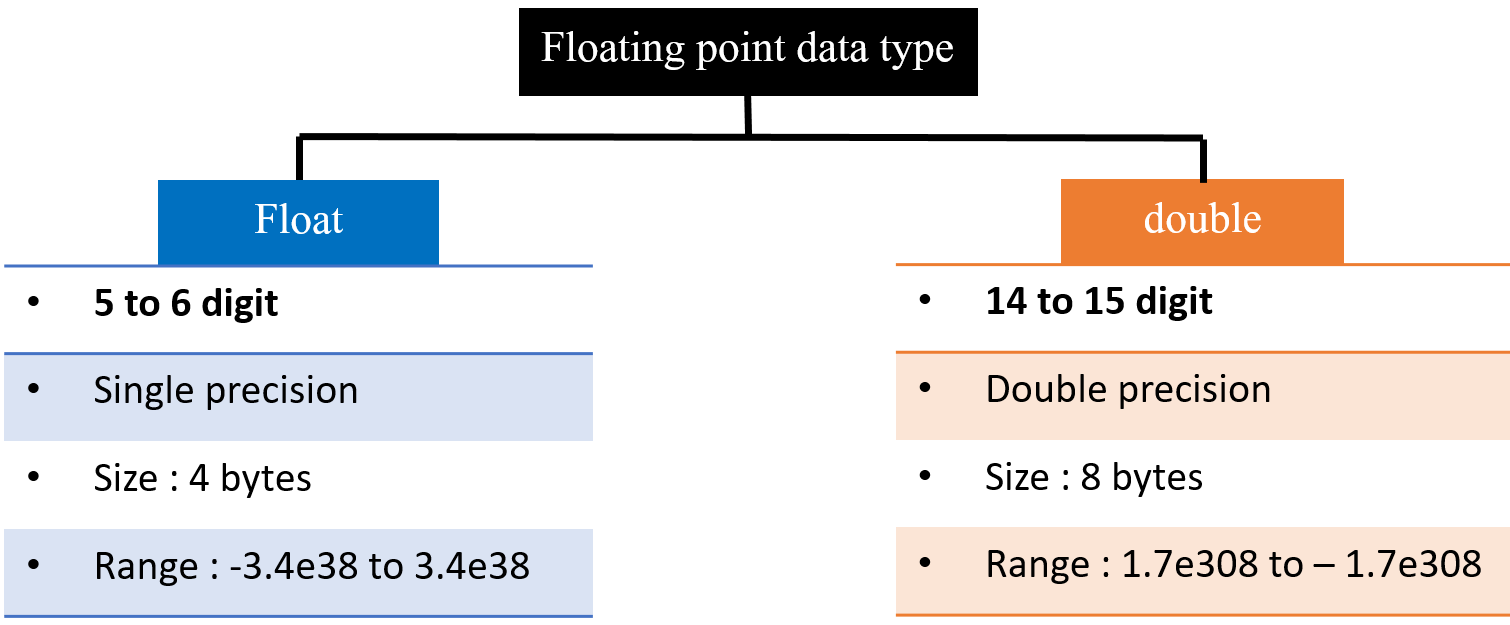 Floating point data type
Float
• 5 to 6 digit
• Single precision
• Size : 4 bytes
• Range : -3.4e38 to 3.4e38
double
• 14 to 15 digit
• Double precision
• Size : 8 bytes
• Range : 1.7e308 to – 1.7e308